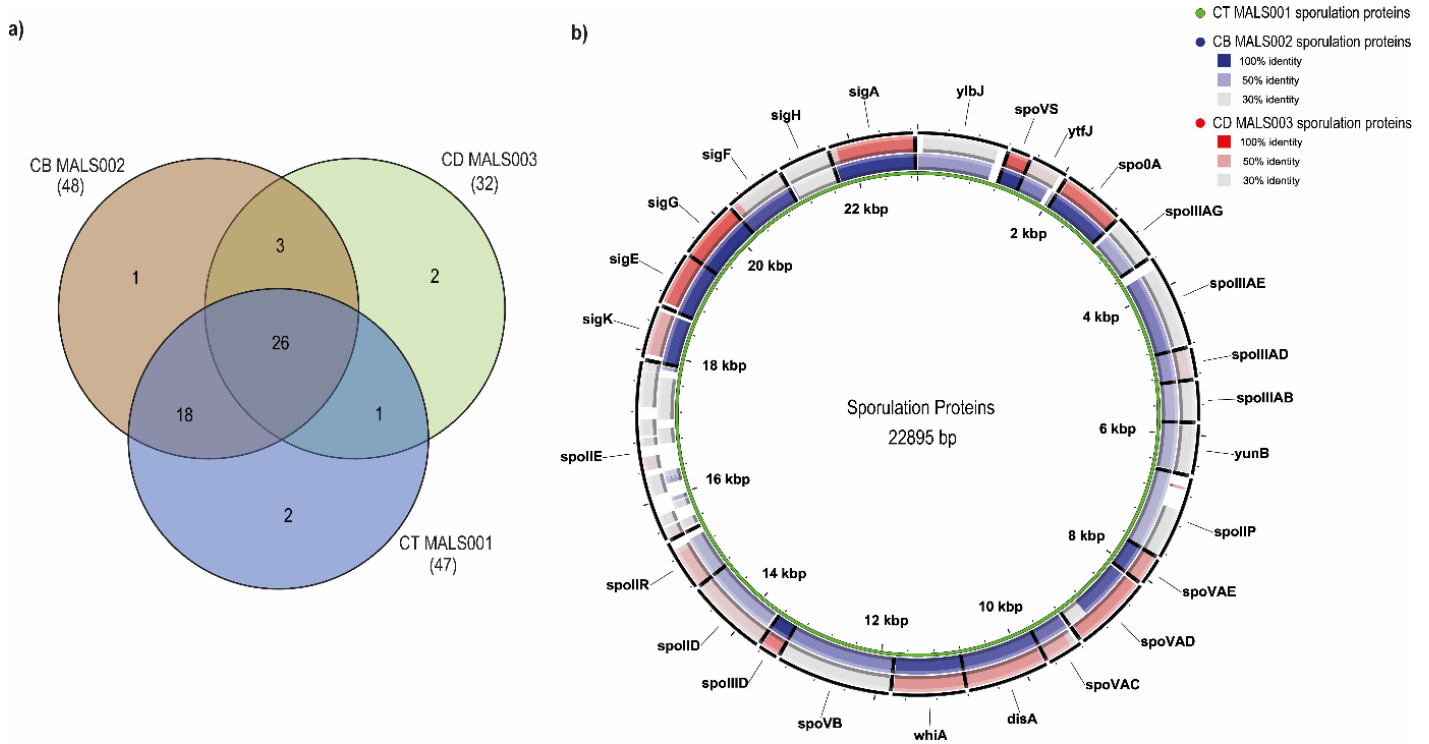 a)
CB MALS002
(48)
CD MALS003
(32)
3
1
2
26
18
1
2
CT MALS001
(47)
b)
CT MALS001 sporulation proteins
CB MALS002 sporulation proteins
100% identity
50% identity
30% identity
CD MALS003 sporulation proteins
100% identity
50% identity
30% identity
ylbJ
spoVS
ytfJ
spo0A
spoIIIAG
spoIIIAE
spoIIIAD
spoIIIAB
yunB
spoIIP
spoVAE
spoVAD
spoVAC
disA
whiA
spoVB
spoIIID
spoIID
spoIIR
spoIIE
sigK
sigE
sigG
sigF
sigH
sigA
2 kbp
4 kbp
6 kbp
8 kbp
10 kbp
12 kbp
14 kbp
16 kbp
18 kbp
20 kbp
22 kbp
Sporulation Proteins
22895 bp